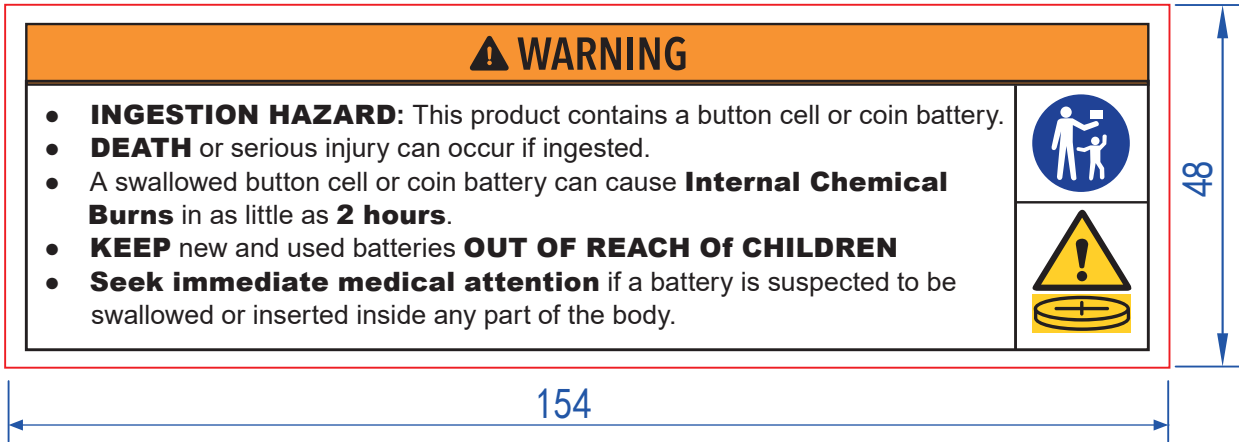 WARNING
● INGESTION HAZARD: This product contains a button cell or coin battery.
● DEATH or serious injury can occur if ingested.
● A swallowed button cell or coin battery can cause Internal Chemical
Burns in as little as 2 hours.
● KEEP new and used batteries OUT OF REACH Of CHILDREN
● Seek immediate medical attention if a battery is suspected to be
swallowed or inserted inside any part of the body.
48
154